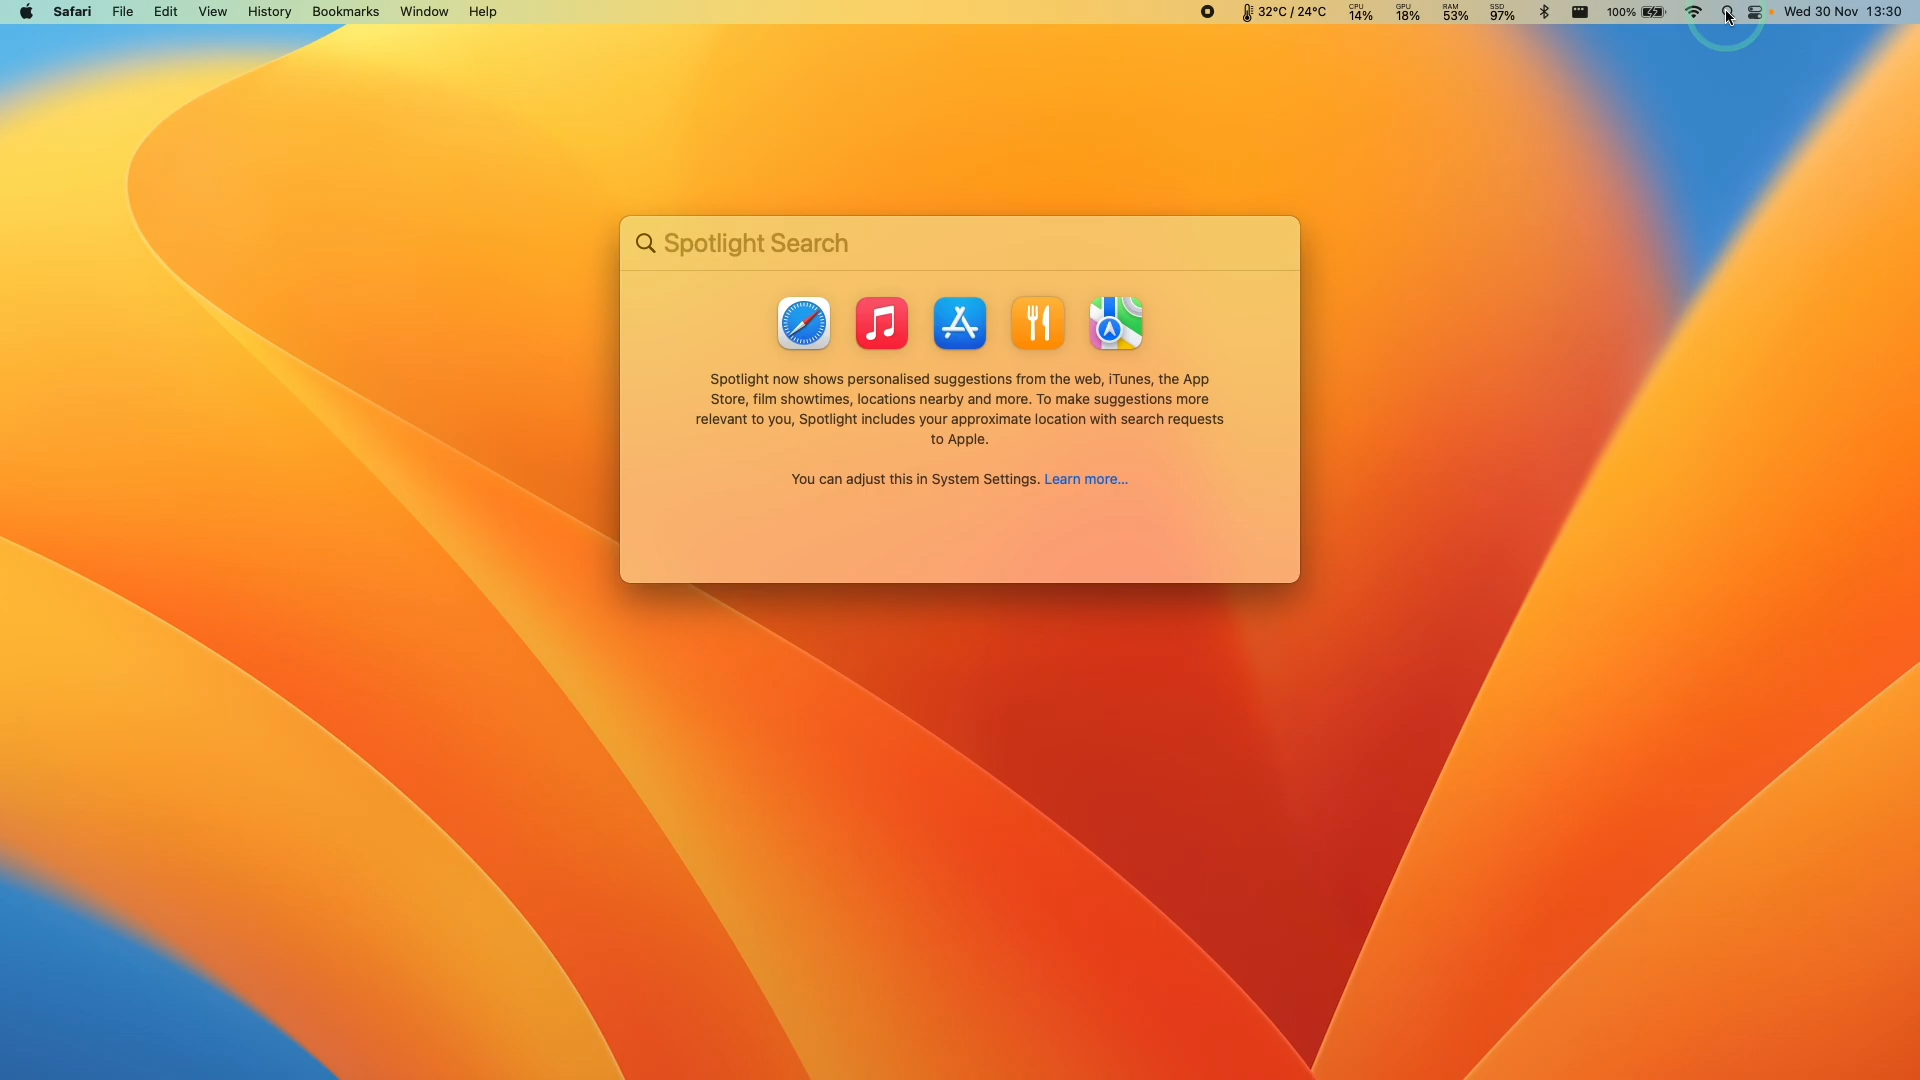 Safari File Edit View History Bookmarks Window Help 32°C / 24°C CPU 14% GPU 18% RAM 53% SSD 97% 100% Wed 30 Nov 13:30
Spotlight Search
Spotlight now shows personalised suggestions from the web, iTunes, the App
Store, film showtimes, locations nearby and more. To make suggestions more
relevant to you, Spotlight includes your approximate location with search requests
to Apple.
You can adjust this in System Settings. Learn more...